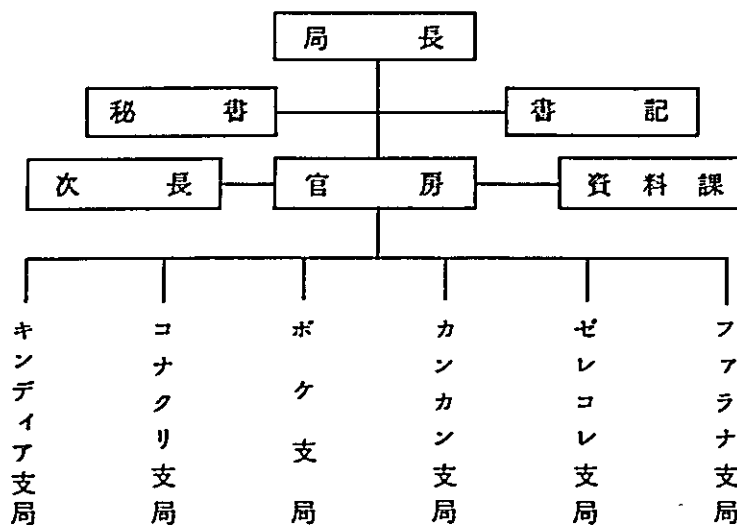 局長
秘書
書記
次長
官房
資料課
キンディア支局
コナクリ支局
ボケ支局
カンカン支局
ゼレコレ支局
ファラナ支局